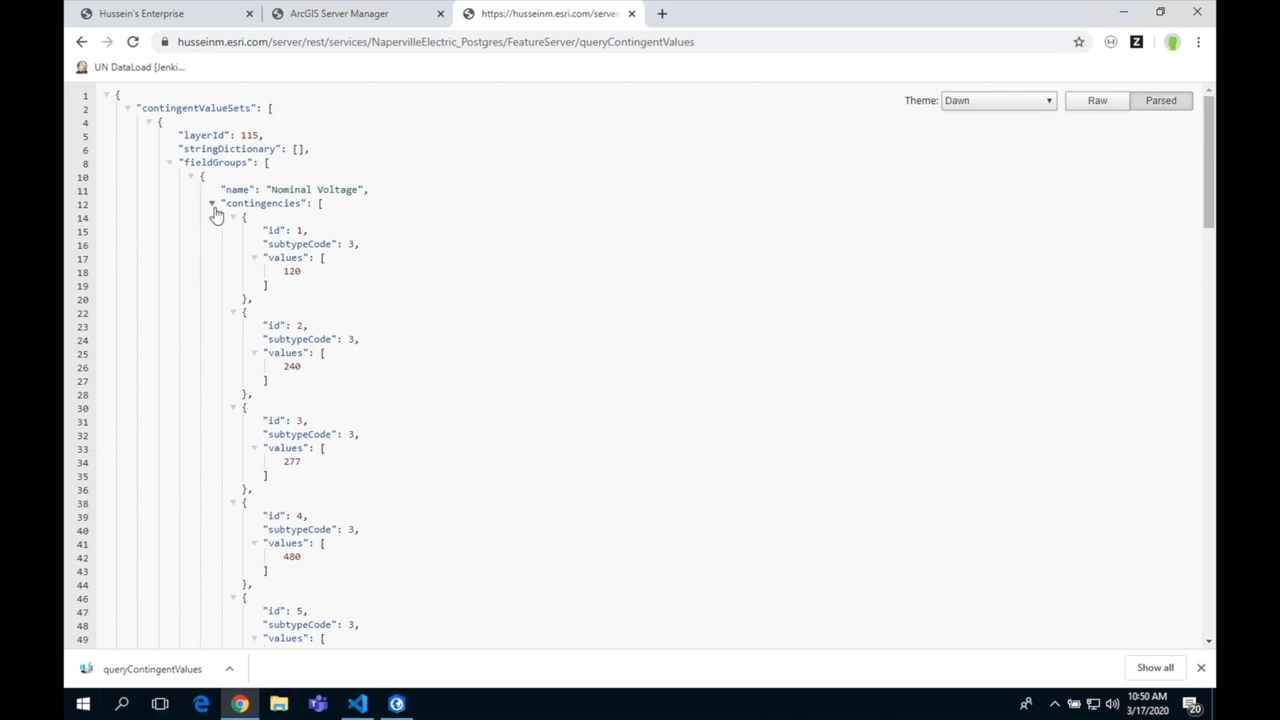 Hussein's Enterprise
ArcGIS Server Manager
https://husseinm.esri.com/server
husseinm.esri.com/server/rest/services/NapervilleElectric_Postgres/FeatureServer/queryContingentValues
UN DataLoad [Jenki...
Theme: Dawn Raw Parsed
1 {
2 "contingentValueSets": [
4 {
5 "layerId": 115,
6 "stringDictionary": [],
8 "fieldGroups": [
10 {
11 "name": "Nominal Voltage",
12 "contingencies": [
14 {
15 "id": 1,
16 "subtypeCode": 3,
17 "values": [
18 120
19 ]
20 },
22 {
23 "id": 2,
24 "subtypeCode": 3,
25 "values": [
26 240
27 ]
28 },
30 {
31 "id": 3,
32 "subtypeCode": 3,
33 "values": [
34 277
35 ]
36 },
38 {
39 "id": 4,
40 "subtypeCode": 3,
41 "values": [
42 480
43 ]
44 },
46 {
47 "id": 5,
48 "subtypeCode": 3,
49 "values": [
queryContingentValues
Show all
10:50 AM
3/17/2020
20